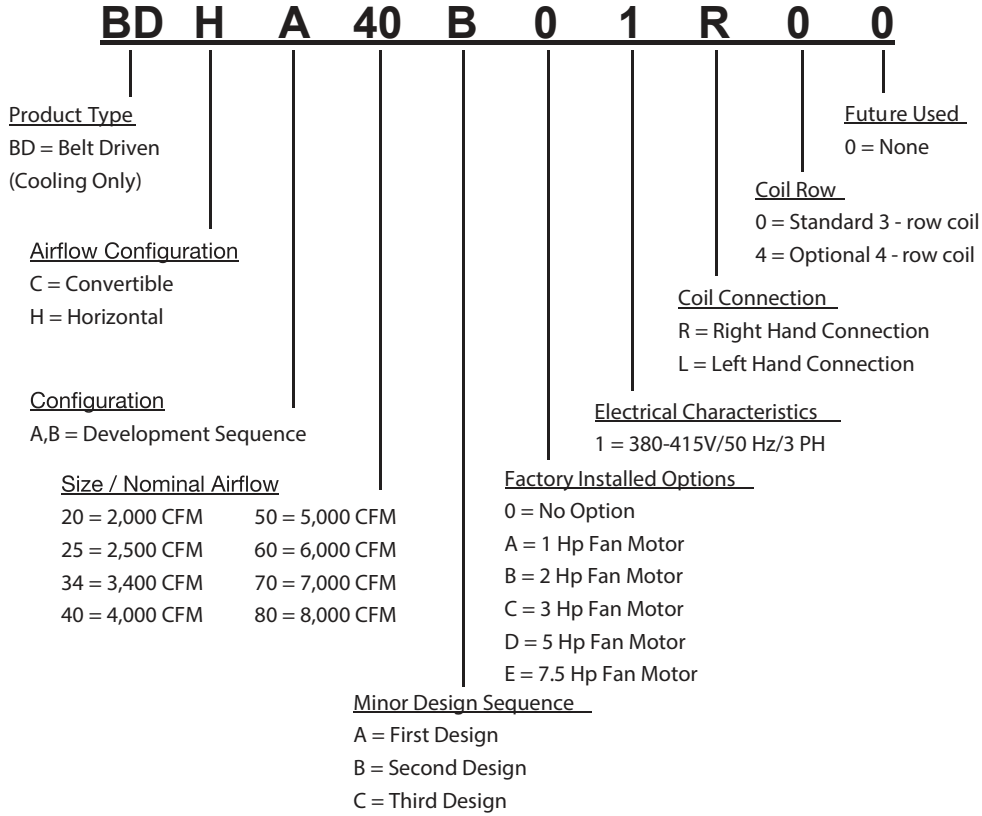 BD H A 40 B 0 1 R 0 0
Product Type
BD = Belt Driven
(Cooling Only)
Future Used
0 = None
Coil Row
0 = Standard 3 - row coil
4 = Optional 4 - row coil
Airflow Configuration
C = Convertible
H = Horizontal
Coil Connection
R = Right Hand Connection
L = Left Hand Connection
Configuration
A,B = Development Sequence
Electrical Characteristics
1 = 380-415V/50 Hz/3 PH
Size / Nominal Airflow
20 = 2,000 CFM 50 = 5,000 CFM
25 = 2,500 CFM 60 = 6,000 CFM
34 = 3,400 CFM 70 = 7,000 CFM
40 = 4,000 CFM 80 = 8,000 CFM
Factory Installed Options
0 = No Option
A = 1 Hp Fan Motor
B = 2 Hp Fan Motor
C = 3 Hp Fan Motor
D = 5 Hp Fan Motor
E = 7.5 Hp Fan Motor
Minor Design Sequence
A = First Design
B = Second Design
C = Third Design